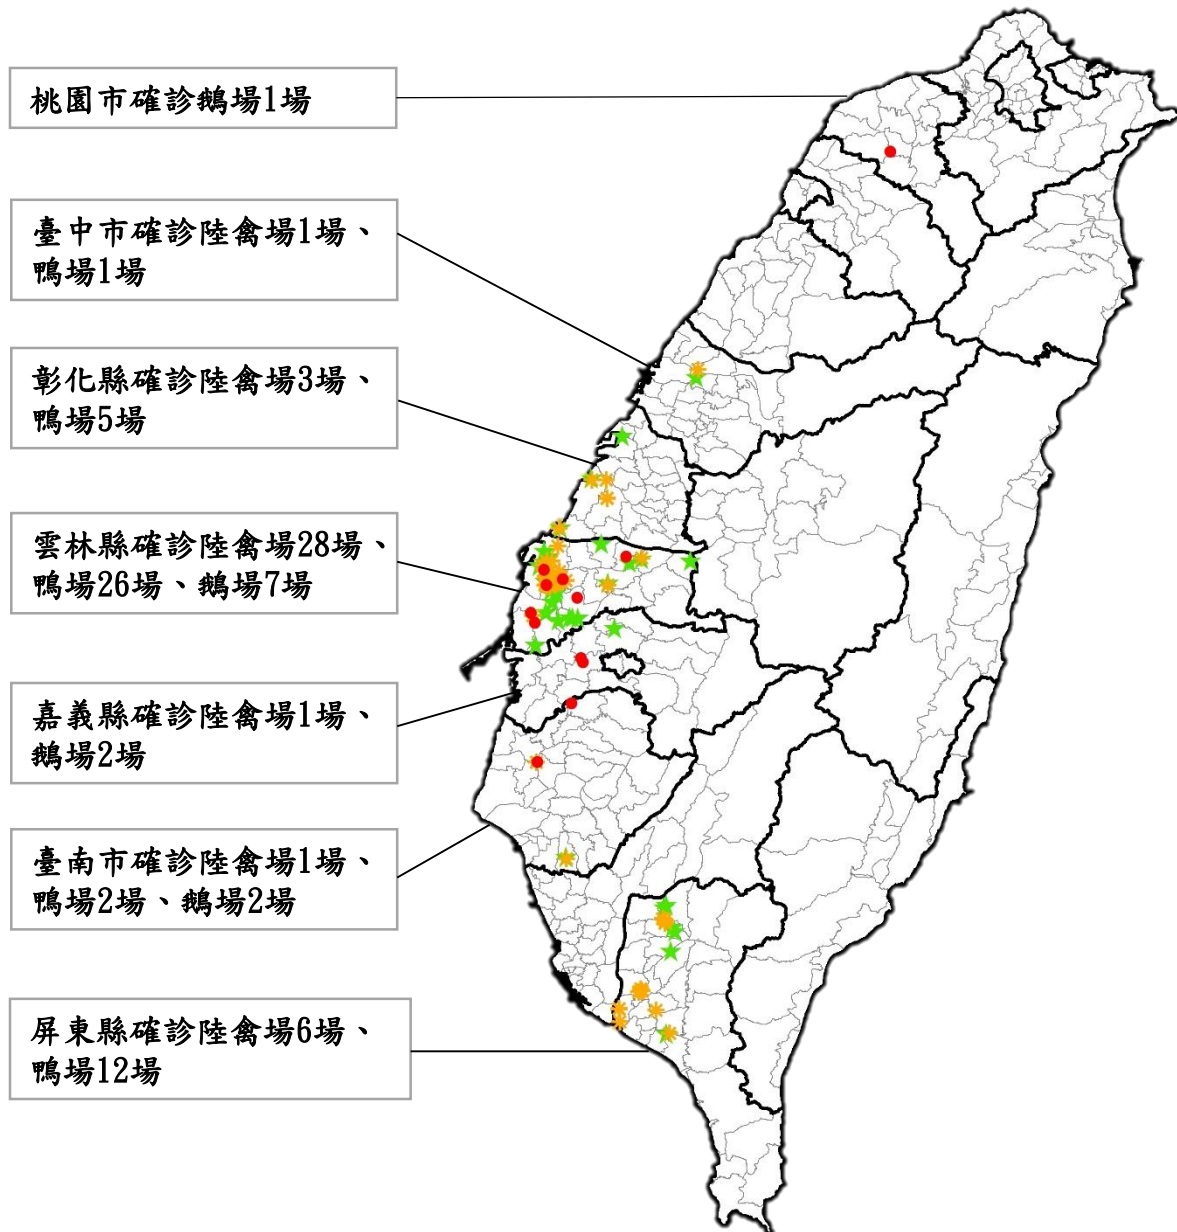 桃園市確診鵝場1場
臺中市確診陸禽場1場、
鴨場1場
彰化縣確診陸禽場3場、
鴨場5場
雲林縣確診陸禽場28場、
鴨場26場、鵝場7場
嘉義縣確診陸禽場1場、
鵝場2場
臺南市確診陸禽場1場、
鴨場2場、鵝場2場
屏東縣確診陸禽場6場、
鴨場12場